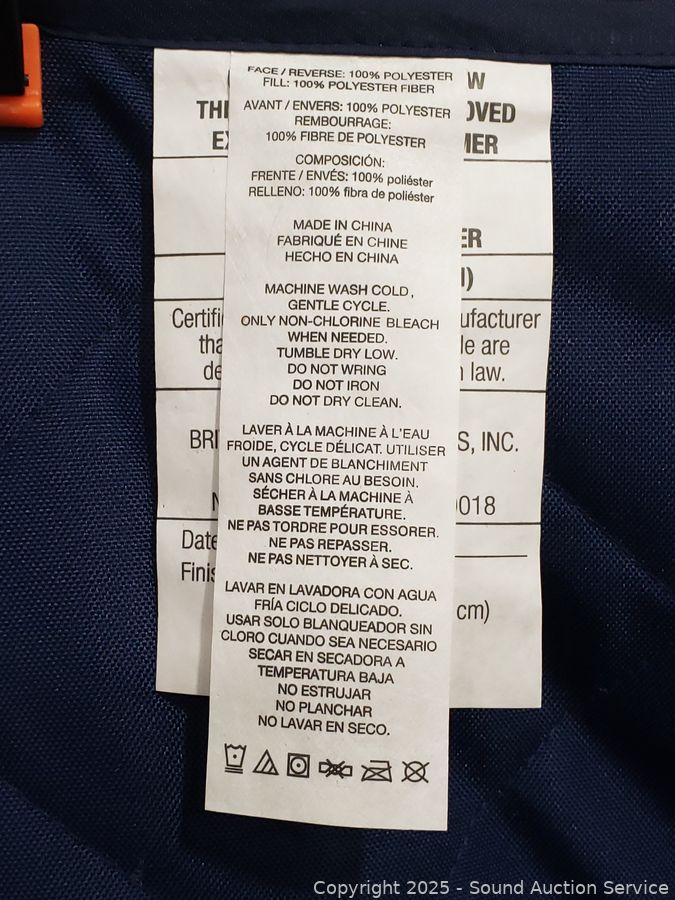 FACE / REVERSE: 100% POLYESTER
FILL: 100% POLYESTER FIBER
AVANT / ENVERS: 100% POLYESTER
REMBOURRAGE:
100% FIBRE DE POLYESTER
COMPOSICIÓN:
FRENTE / ENVÉS: 100% poliéster
RELLENO: 100% fibra de poliéster
MADE IN CHINA
FABRIQUÉ EN CHINE
HECHO EN CHINA
MACHINE WASH COLD,
GENTLE CYCLE.
ONLY NON-CHLORINE BLEACH
WHEN NEEDED.
TUMBLE DRY LOW.
DO NOT WRING
DO NOT IRON
DO NOT DRY CLEAN.
LAVER À LA MACHINE À L'EAU
FROIDE, CYCLE DÉLICAT. UTILISER
UN AGENT DE BLANCHIMENT
SANS CHLORE AU BESOIN.
SÉCHER À LA MACHINE À
BASSE TEMPÉRATURE.
NE PAS TORDRE POUR ESSORER.
NE PAS REPASSER.
NE PAS NETTOYER À SEC.
LAVAR EN LAVADORA CON AGUA
FRÍA CICLO DELICADO.
USAR SOLO BLANQUEADOR SIN
CLORO CUANDO SEA NECESARIO
SECAR EN SECADORA A
TEMPERATURA BAJA
NO ESTRUJAR
NO PLANCHAR
NO LAVAR EN SECO.
law.
, INC.
Date
cm)
Copyright 2025 - Sound Auction Service